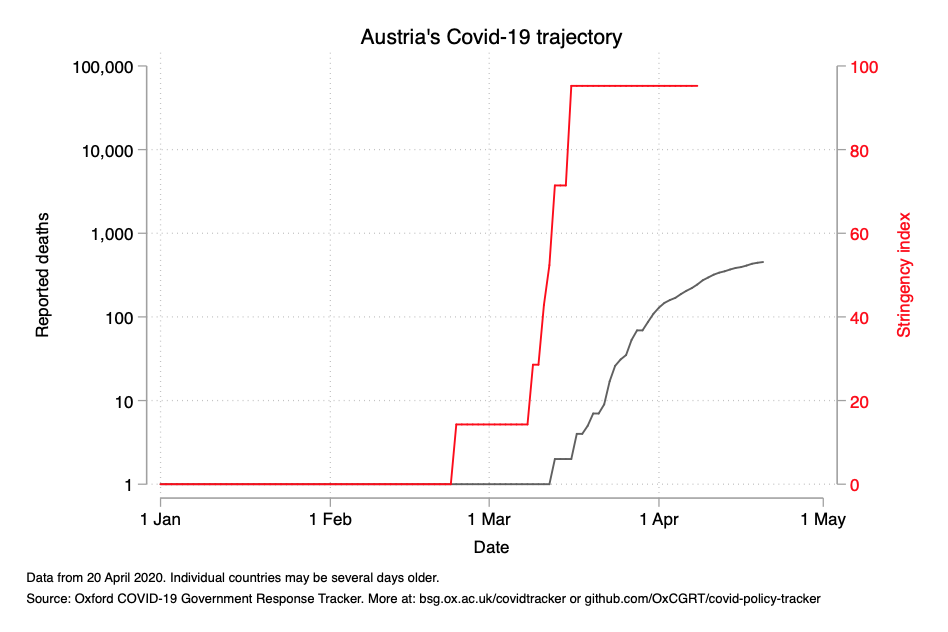 Austria's Covid-19 trajectory
100,000
10,000
1,000
100
10
1
Reported deaths
100
80
60
40
20
0
Stringency index
1 Jan
1 Feb
1 Mar
1 Apr
1 May
Date
Data from 20 April 2020. Individual countries may be several days older.
Source: Oxford COVID-19 Government Response Tracker. More at: bsg.ox.ac.uk/covidtracker or github.com/OxCGRT/covid-policy-tracker